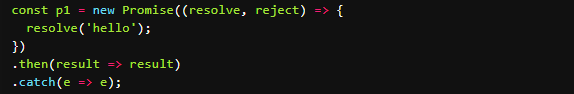 const p1 = new Promise((resolve, reject) => {
  resolve('hello');
})
.then(result => result)
.catch(e => e);